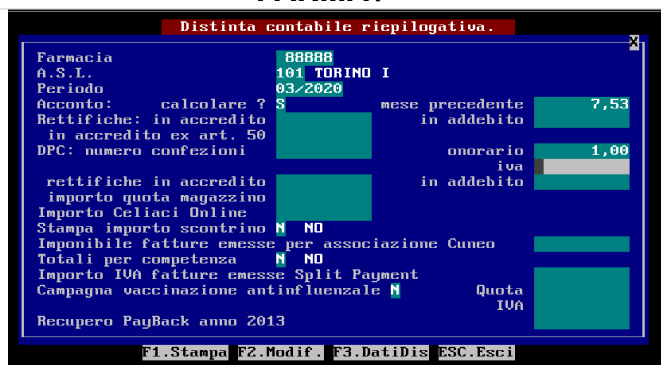 Distinta contabile riepilogativa.
x
Farmacia 88888
A.S.L. 101 TORINO I
Periodo 03/2020
Acconto: calcolare ? S mese precedente 7,53
Rettifiche: in accredito in addebito
in accredito ex art. 50
DPC: numero confezioni onorario 1,00
iva
rettifiche in accredito in addebito
importo quota magazzino
Importo Celiaci Online
Stampa importo scontrino N NO
Imponibile fatture emesse per associazione Cuneo
Totali per competenza N NO
Importo IVA fatture emesse Split Payment
Campagna vaccinazione antinfluenzale N Quota
IVA
Recupero PayBack anno 2013
F1.Stampa F2.Modif. F3.DatiDis ESC.Esci